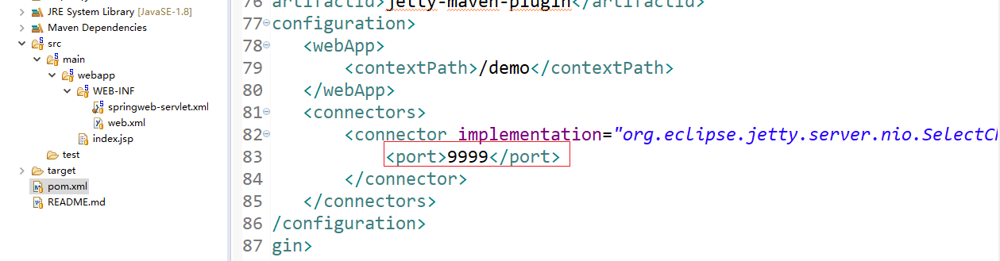 JRE System Library [JavaSE-1.8]
Maven Dependencies
src
main
webapp
WEB-INF
springweb-servlet.xml
web.xml
index.jsp
test
target
pom.xml
README.md
76 artifactId>jetty-maven-plugin</artifactId>
77 configuration>
78 <webApp>
79 <contextPath>/demo</contextPath>
80 </webApp>
81 <connectors>
82 <connector implementation="org.eclipse.jetty.server.nio.SelectCh
83 <port>9999</port>
84 </connector>
85 </connectors>
86 /configuration>
87 gin>